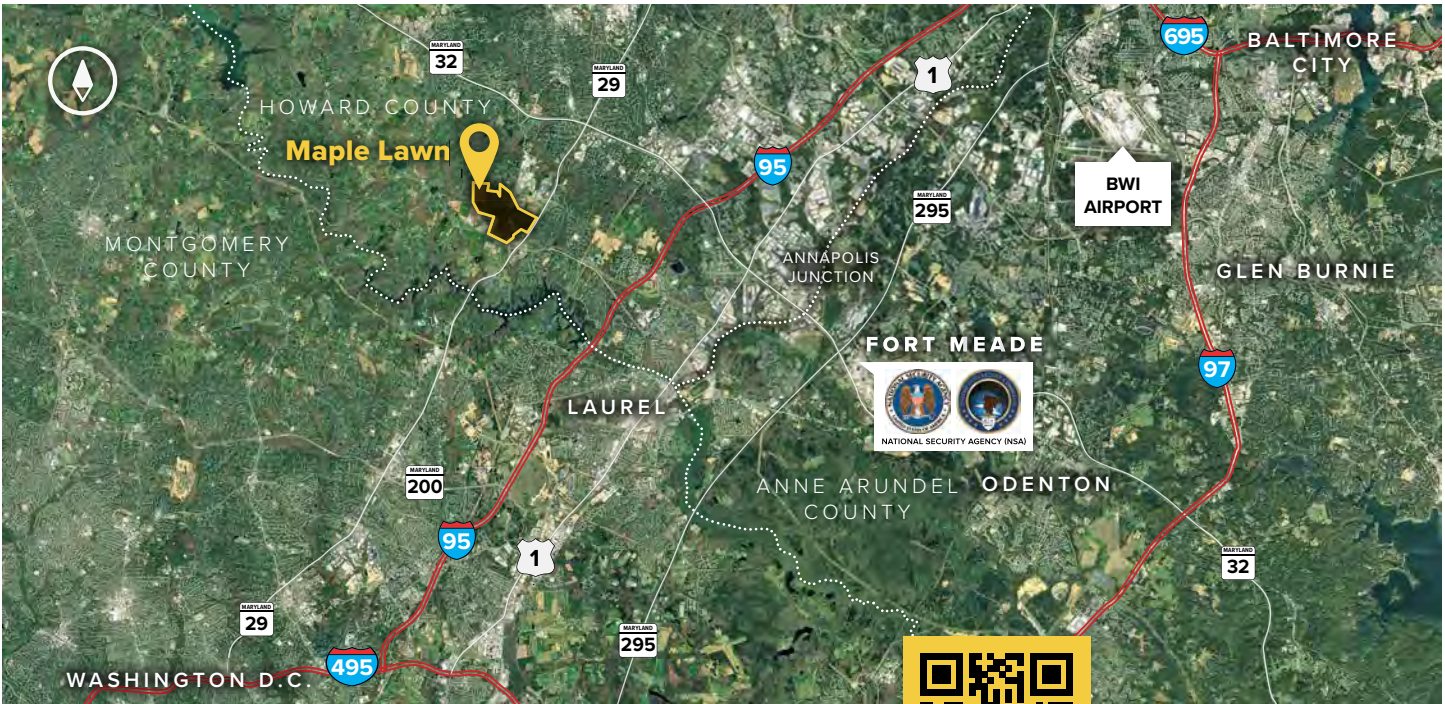 MARYLAND
32
MARYLAND
29
HOWARD COUNTY
Maple Lawn
1
695
BALTIMORE
CITY
95
BWI
AIRPORT
MARYLAND
295
MONTGOMERY
COUNTY
ANNAPOLIS
JUNCTION
GLEN BURNIE
FORT MEADE
NATIONAL SECURITY AGENCY (NSA)
97
LAUREL
MARYLAND
200
ANNE ARUNDEL
COUNTY
ODENTON
95
1
MARYLAND
32
MARYLAND
29
MARYLAND
295
495
WASHINGTON D.C.